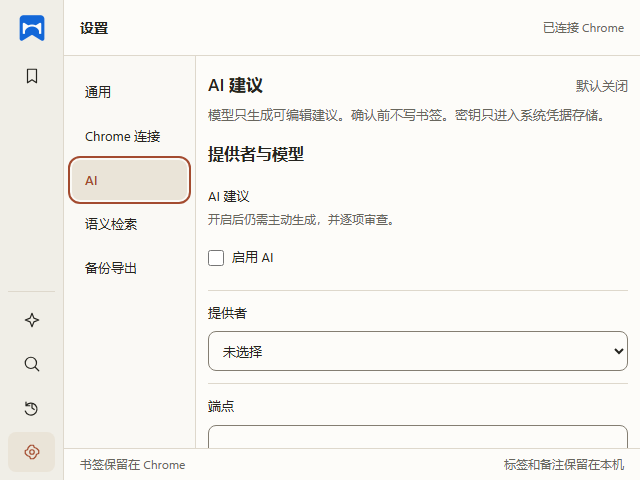 设置
已连接 Chrome
通用
Chrome 连接
AI
语义检索
备份导出
AI 建议
默认关闭
模型只生成可编辑建议。确认前不写书签。密钥只进入系统凭据存储。
提供者与模型
AI 建议
开启后仍需主动生成，并逐项审查。
启用 AI
提供者
未选择
端点
书签保留在 Chrome
标签和备注保留在本机